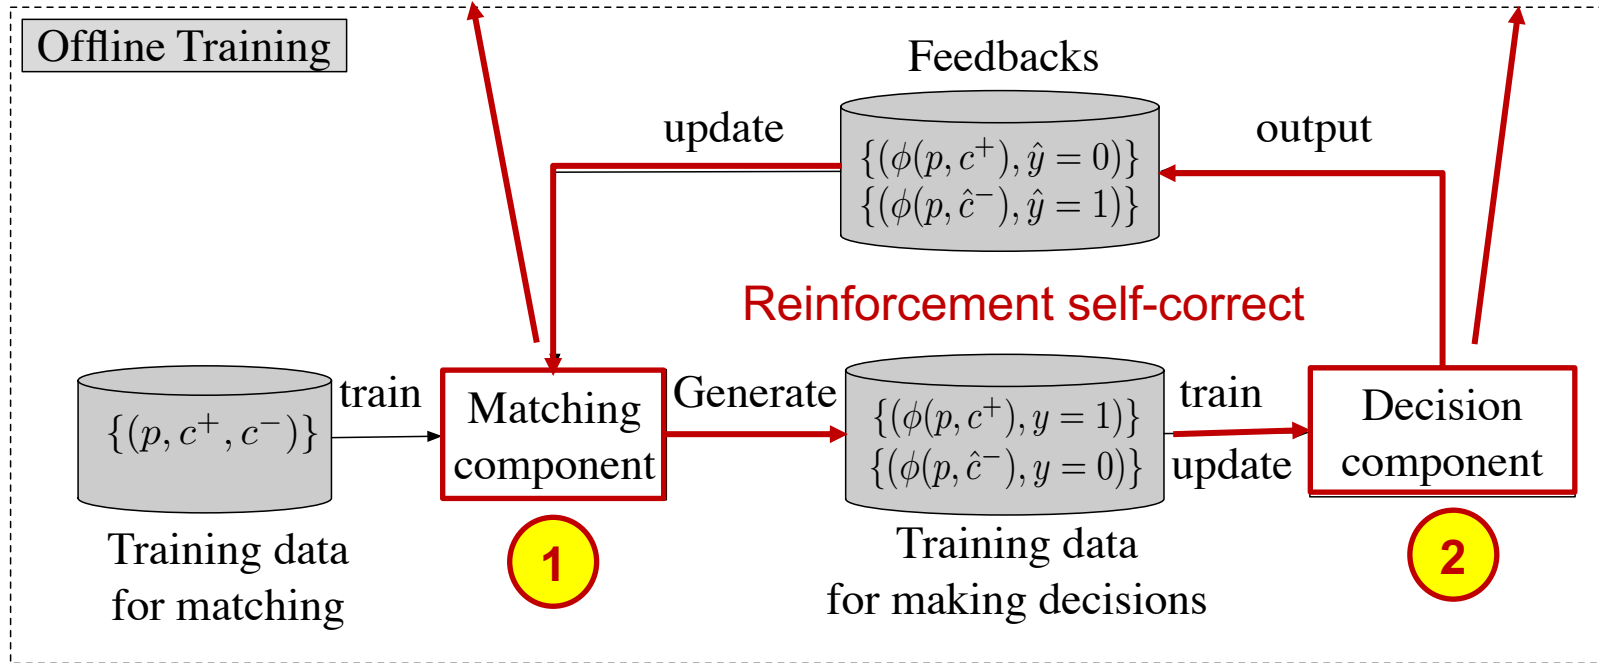 Offline Training
Feedbacks
update
output
{(ϕ(p, c⁺), ŷ = 0)}
{(ϕ(p, ĉ⁻), ŷ = 1)}
Reinforcement self-correct
{(p, c⁺, c⁻)}
train
Matching
component
Generate
{(ϕ(p, c⁺), y = 1)}
{(ϕ(p, ĉ⁻), y = 0)}
train
update
Decision
component
Training data
for matching
1
Training data
for making decisions
2